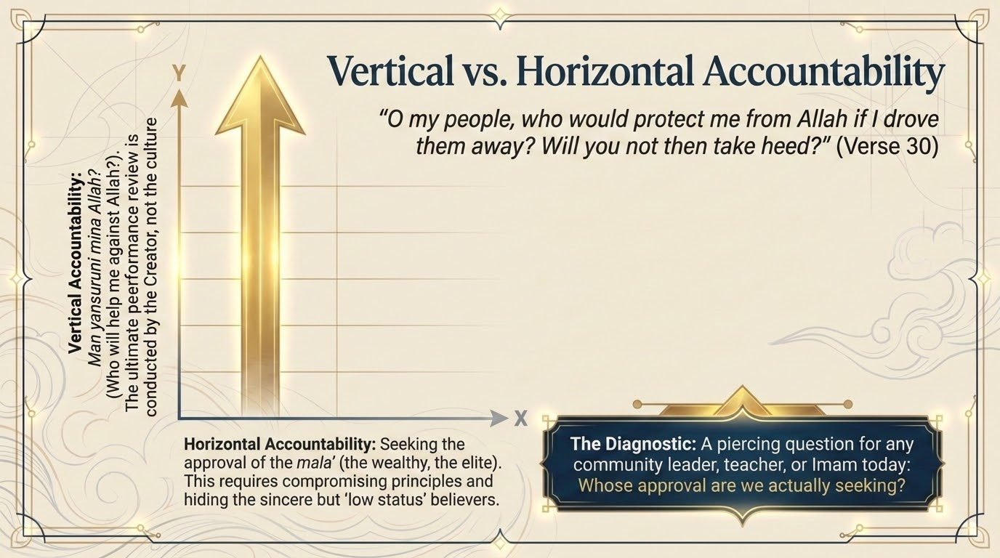 Vertical vs. Horizontal Accountability
“O my people, who would protect me from Allah if I drove
them away? Will you not then take heed?” (Verse 30)
Y
Vertical Accountability:
Man yansuruni mina Allah?
(Who will help me against Allah?).
The ultimate peerformance review is
conducted by the Creator, not the culture
X
Horizontal Accountability: Seeking the
approval of the mala’ (the wealthy, the elite).
This requires compromising principles and
hiding the sincere but ‘low status’ believers.
The Diagnostic: A piercing question for any
community leader, teacher, or Imam today:
Whose approval are we actually seeking?